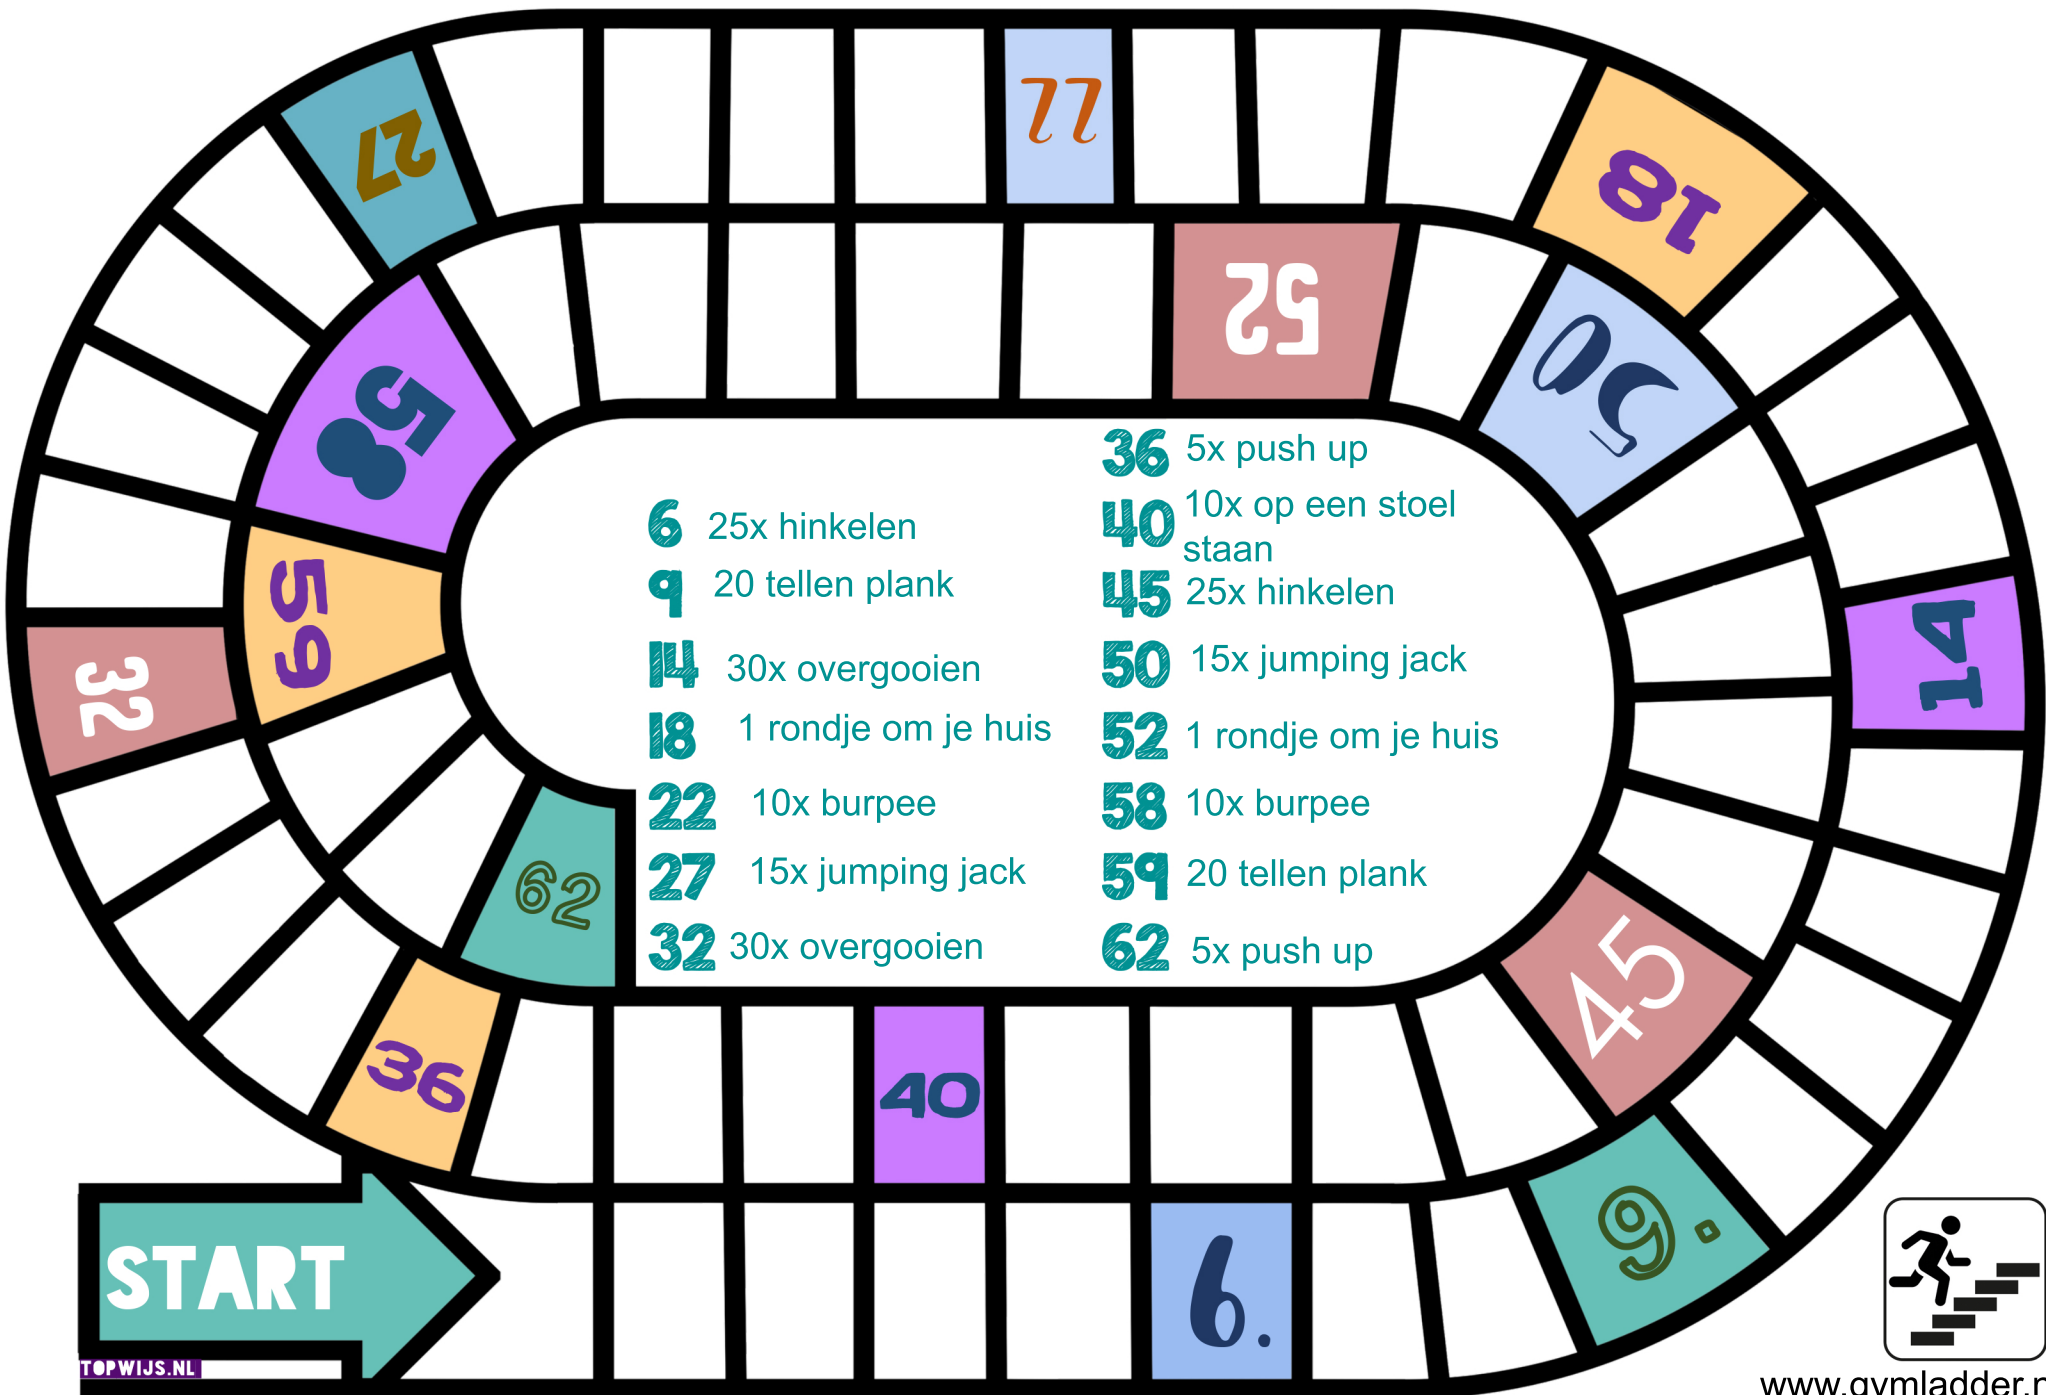 27
22
18
52
50
58
59
14
32
36 5x push up
40 10x op een stoel
staan
45 25x hinkelen
50 15x jumping jack
52 1 rondje om je huis
58 10x burpee
59 20 tellen plank
62 5x push up
6 25x hinkelen
9 20 tellen plank
14 30x overgooien
18 1 rondje om je huis
22 10x burpee
27 15x jumping jack
32 30x overgooien
62
45
36
40
9.
6.
START
TOPWIJS.NL
www.gymladder.n